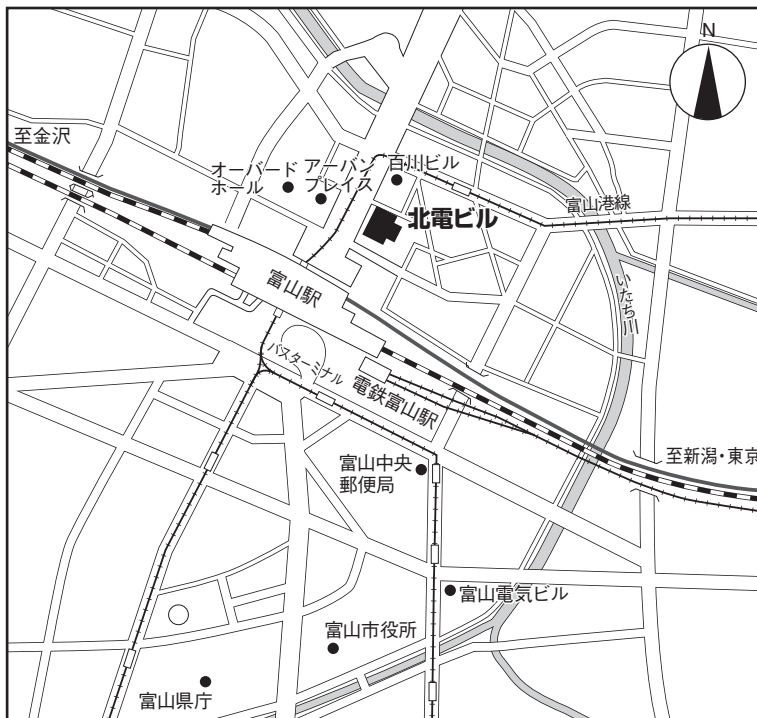 N
至金沢
オーバード
ホール
アーバン
プレイス
百川ビル
北電ビル
富山港線
いたち川
富山駅
バスターミナル
電鉄富山駅
至新潟・東京
富山中央
郵便局
富山電気ビル
富山市役所
富山県庁